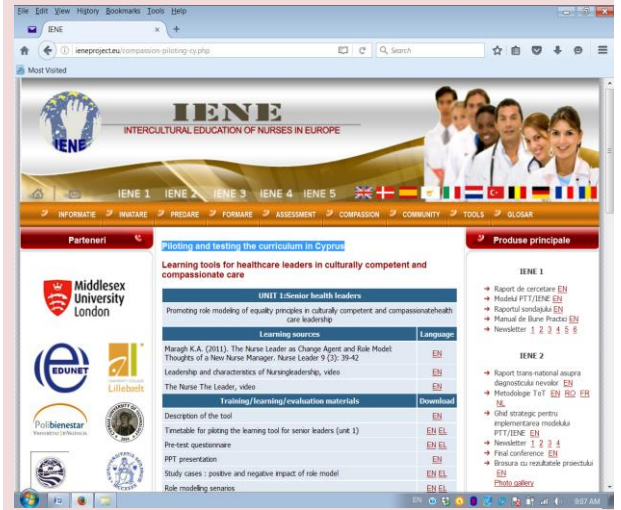 File Edit View History Bookmarks Tools Help
IENE
ieneproject.eu/compassion-piloting-cy.php
Search
Most Visited
IENE
IENE
INTERCULTURAL EDUCATION OF NURSES IN EUROPE
IENE 1 IENE 2 IENE 3 IENE 4 IENE 5
INFORMATIE INVATARE PREDARE FORMARE ASSESSMENT COMPASSION COMMUNITY TOOLS GLOSAR
Parteneri
Middlesex
University
London
EDUNET
Lillebælt
Polibienestar
Piloting and testing the curriculum in Cyprus
Learning tools for healthcare leaders in culturally competent and
compassionate care
UNIT 1:Senior health leaders
Promoting role modeling of equality principles in culturally competent and compassionatehealth
care leadership
Learning sources Language
Maragh K.A. (2011). The Nurse Leader as Change Agent and Role Model:
Thoughts of a New Nurse Manager. Nurse Leader 9 (3): 39-42 EN
Leadership and characteristics of Nursingleadership, video EN
The Nurse The Leader, video EN
Training/learning/evaluation materials Download
Description of the tool EN
Timetable for piloting the learning tool for senior leaders (unit 1) EN EL
Pre-test questionnaire EN EL
PPT presentation EN
Study cases : positive and negative impact of role model EN EL
Role modeling senarios EN EL
Produse principale
IENE 1
Raport de cercetare EN
Modelul PTT/IENE EN
Raportul sondajului EN
Manual de Bune Practici EN
Newsletter 1 2 3 4 5 6
IENE 2
Raport trans-national asupra
diagnosticului nevoilor EN
Metodologe ToT EN RO FR
NL
Ghid strategic pentru
implementarea modelului
PTT/IENE EN
Newsletter 1 2 3 4
Final conference EN
Brosura cu rezultatele proiectului
EN
Photo gallery
EN
9:07 AM